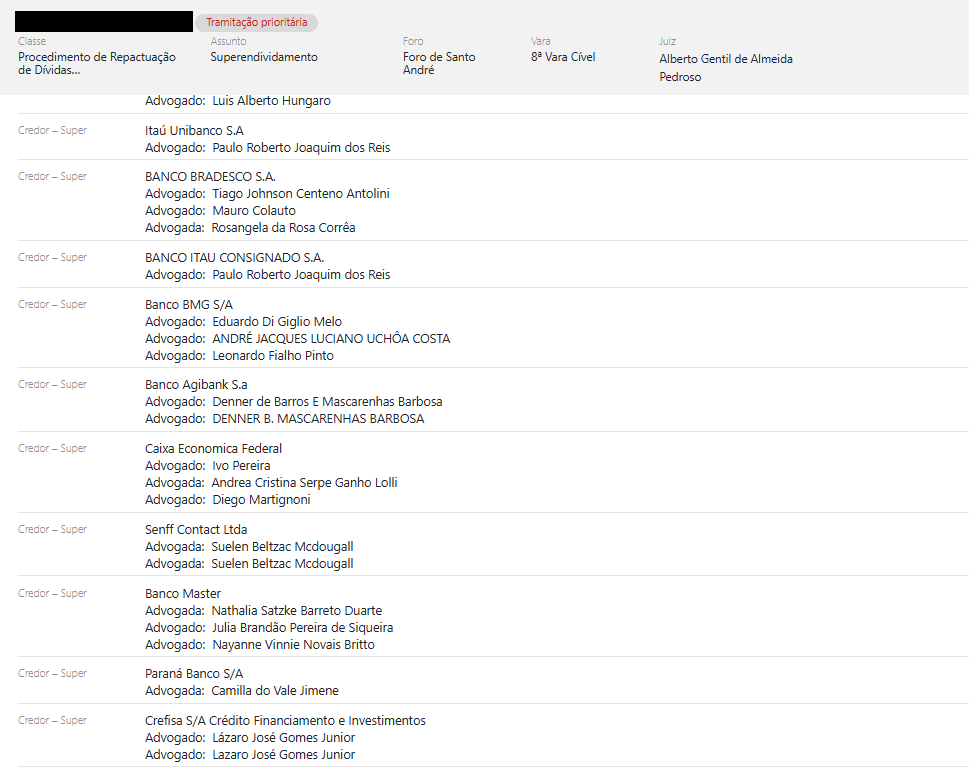 Tramitação prioritária
Classe
Procedimento de Repactuação
de Dívidas...
Assunto
Superendividamento
Foro
Foro de Santo
André
Vara
8ª Vara Cível
Juiz
Alberto Gentil de Almeida
Pedroso
Advogado: Luis Alberto Hungaro
Credor – Super
Itaú Unibanco S.A
Advogado: Paulo Roberto Joaquim dos Reis
Credor – Super
BANCO BRADESCO S.A.
Advogado: Tiago Johnson Centeno Antolini
Advogado: Mauro Colauto
Advogada: Rosangela da Rosa Corrêa
Credor – Super
BANCO ITAU CONSIGNADO S.A.
Advogado: Paulo Roberto Joaquim dos Reis
Credor – Super
Banco BMG S/A
Advogado: Eduardo Di Giglio Melo
Advogado: ANDRÉ JACQUES LUCIANO UCHÔA COSTA
Advogado: Leonardo Fialho Pinto
Credor – Super
Banco Agibank S.a
Advogado: Denner de Barros E Mascarenhas Barbosa
Advogado: DENNER B. MASCARENHAS BARBOSA
Credor – Super
Caixa Economica Federal
Advogado: Ivo Pereira
Advogada: Andrea Cristina Serpe Ganho Lolli
Advogado: Diego Martignoni
Credor – Super
Senff Contact Ltda
Advogada: Suelen Beltzac Mcdougall
Advogada: Suelen Beltzac Mcdougall
Credor – Super
Banco Master
Advogada: Nathalia Satzke Barreto Duarte
Advogado: Julia Brandão Pereira de Siqueira
Advogado: Nayanne Vinnie Novais Britto
Credor – Super
Paraná Banco S/A
Advogada: Camilla do Vale Jimene
Credor – Super
Crefisa S/A Crédito Financiamento e Investimentos
Advogado: Lázaro José Gomes Junior
Advogado: Lazaro José Gomes Junior